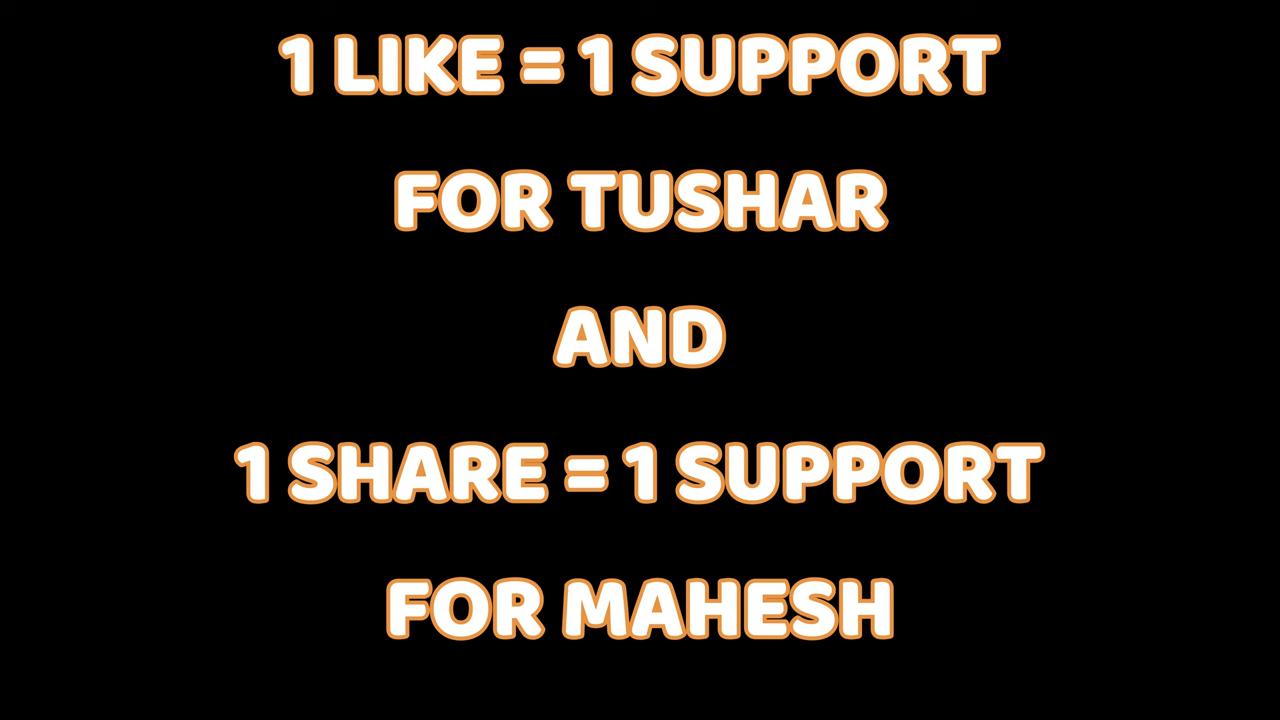 1 LIKE = 1 SUPPORT
FOR TUSHAR
AND
1 SHARE = 1 SUPPORT
FOR MAHESH